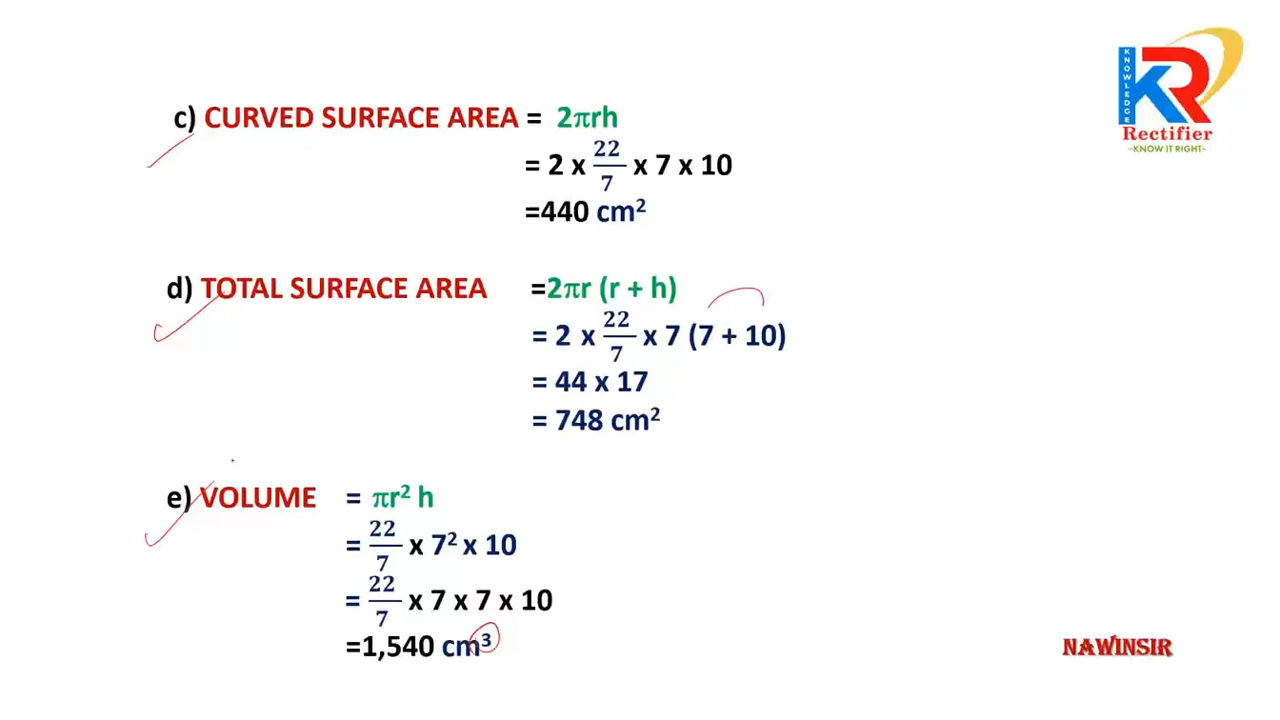 KNOWLEDGE
KR
Rectifier
-KNOW IT RIGHT-
c) CURVED SURFACE AREA = 2πrh
= 2 x 22/7 x 7 x 10
=440 cm²
d) TOTAL SURFACE AREA =2πr (r + h)
= 2 x 22/7 x 7 (7 + 10)
= 44 x 17
= 748 cm²
e) VOLUME = πr² h
= 22/7 x 7² x 10
= 22/7 x 7 x 7 x 10
=1,540 cm³
NAWINSIR